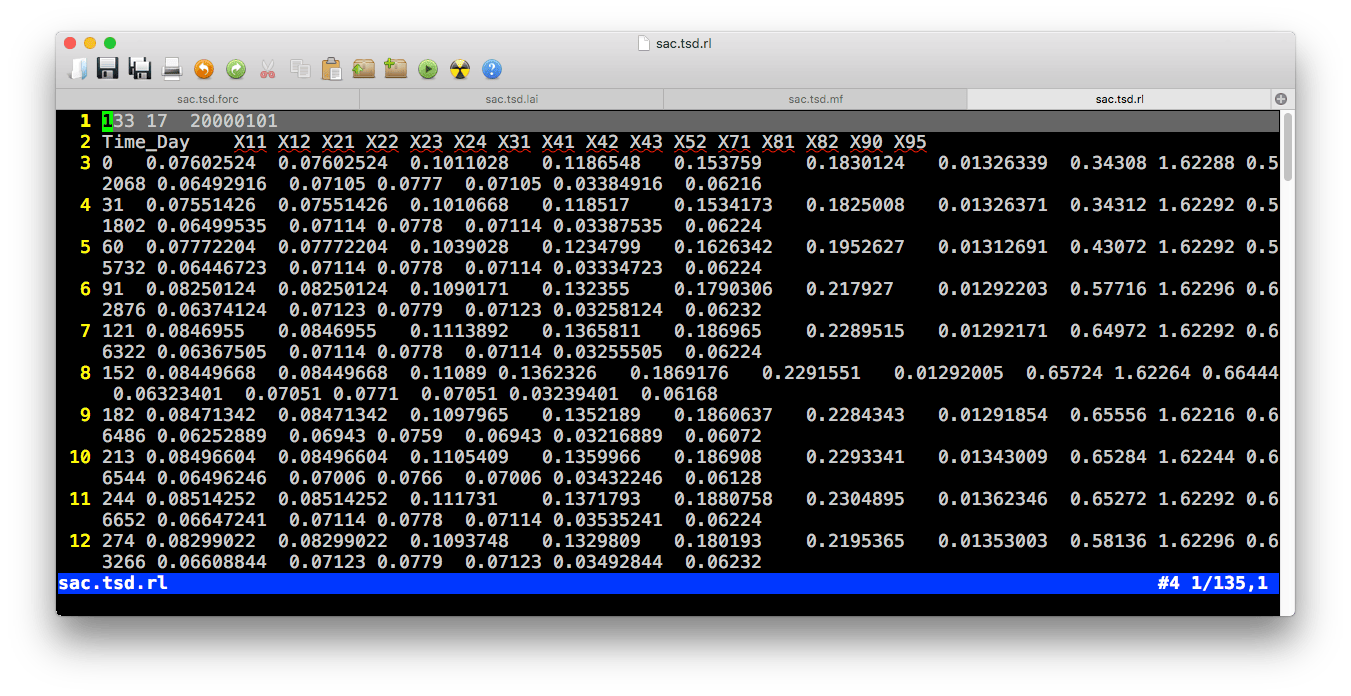 sac.tsd.rl
sac.tsd.forc sac.tsd.lai sac.tsd.mf sac.tsd.rl
1 133 17 20000101
2 Time_Day X11 X12 X21 X22 X23 X24 X31 X41 X42 X43 X52 X71 X81 X82 X90 X95
3 0 0.07602524 0.07602524 0.1011028 0.1186548 0.153759 0.1830124 0.01326339 0.34308 1.62288 0.5
2068 0.06492916 0.07105 0.0777 0.07105 0.03384916 0.06216
4 31 0.07551426 0.07551426 0.1010668 0.118517 0.1534173 0.1825008 0.01326371 0.34312 1.62292 0.5
1802 0.06499535 0.07114 0.0778 0.07114 0.03387535 0.06224
5 60 0.07772204 0.07772204 0.1039028 0.1234799 0.1626342 0.1952627 0.01312691 0.43072 1.62292 0.5
5732 0.06446723 0.07114 0.0778 0.07114 0.03334723 0.06224
6 91 0.08250124 0.08250124 0.1090171 0.132355 0.1790306 0.217927 0.01292203 0.57716 1.62296 0.6
2876 0.06374124 0.07123 0.0779 0.07123 0.03258124 0.06232
7 121 0.0846955 0.0846955 0.1113892 0.1365811 0.186965 0.2289515 0.01292171 0.64972 1.62292 0.6
6322 0.06367505 0.07114 0.0778 0.07114 0.03255505 0.06224
8 152 0.08449668 0.08449668 0.11089 0.1362326 0.1869176 0.2291551 0.01292005 0.65724 1.62264 0.66444
0.06323401 0.07051 0.0771 0.07051 0.03239401 0.06168
9 182 0.08471342 0.08471342 0.1097965 0.1352189 0.1860637 0.2284343 0.01291854 0.65556 1.62216 0.6
6486 0.06252889 0.06943 0.0759 0.06943 0.03216889 0.06072
10 213 0.08496604 0.08496604 0.1105409 0.1359966 0.186908 0.2293341 0.01343009 0.65284 1.62244 0.6
6544 0.06496246 0.07006 0.0766 0.07006 0.03432246 0.06128
11 244 0.08514252 0.08514252 0.111731 0.1371793 0.1880758 0.2304895 0.01362346 0.65272 1.62292 0.6
6652 0.06647241 0.07114 0.0778 0.07114 0.03535241 0.06224
12 274 0.08299022 0.08299022 0.1093748 0.1329809 0.180193 0.2195365 0.01353003 0.58136 1.62296 0.6
3266 0.06608844 0.07123 0.0779 0.07123 0.03492844 0.06232
sac.tsd.rl #4 1/135,1